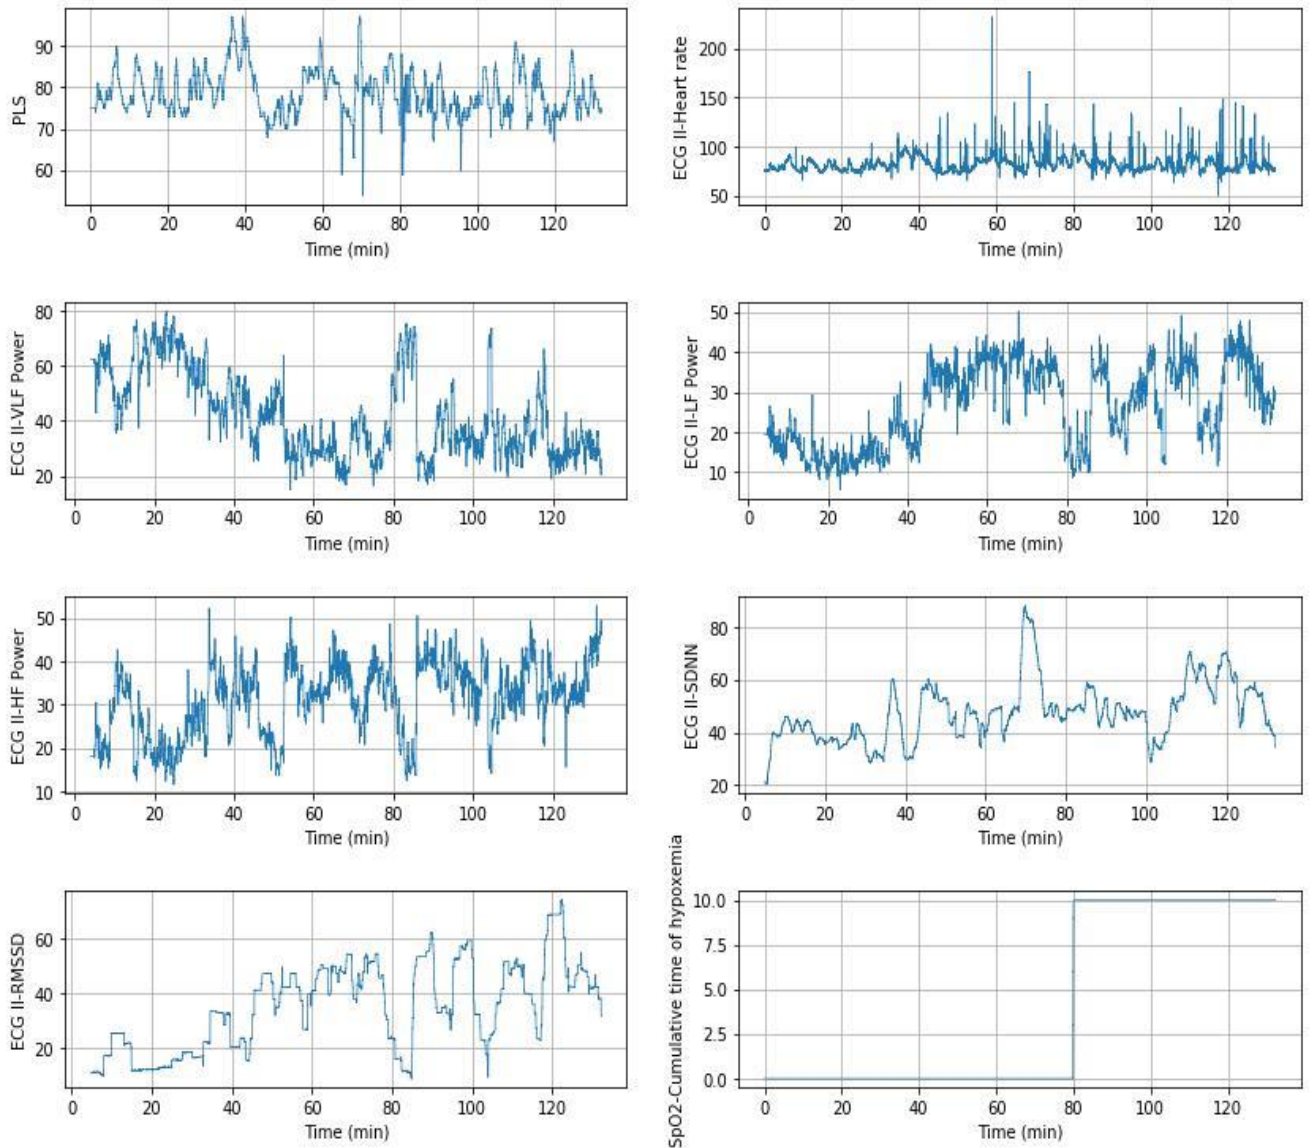 PLS
90
80
70
60
0 20 40 60 80 100 120
Time (min)
ECG II-Heart rate
200
150
100
50
0 20 40 60 80 100 120
Time (min)
ECG II-VLF Power
80
60
40
20
0 20 40 60 80 100 120
Time (min)
ECG II-LF Power
50
40
30
20
10
0 20 40 60 80 100 120
Time (min)
ECG II-HF Power
50
40
30
20
10
0 20 40 60 80 100 120
Time (min)
ECG II-SDNN
80
60
40
20
0 20 40 60 80 100 120
Time (min)
ECG II-RMSSD
60
40
20
0 20 40 60 80 100 120
Time (min)
SpO2-Cumulative time of hypoxemia
10.0
7.5
5.0
2.5
0.0
0 20 40 60 80 100 120
Time (min)